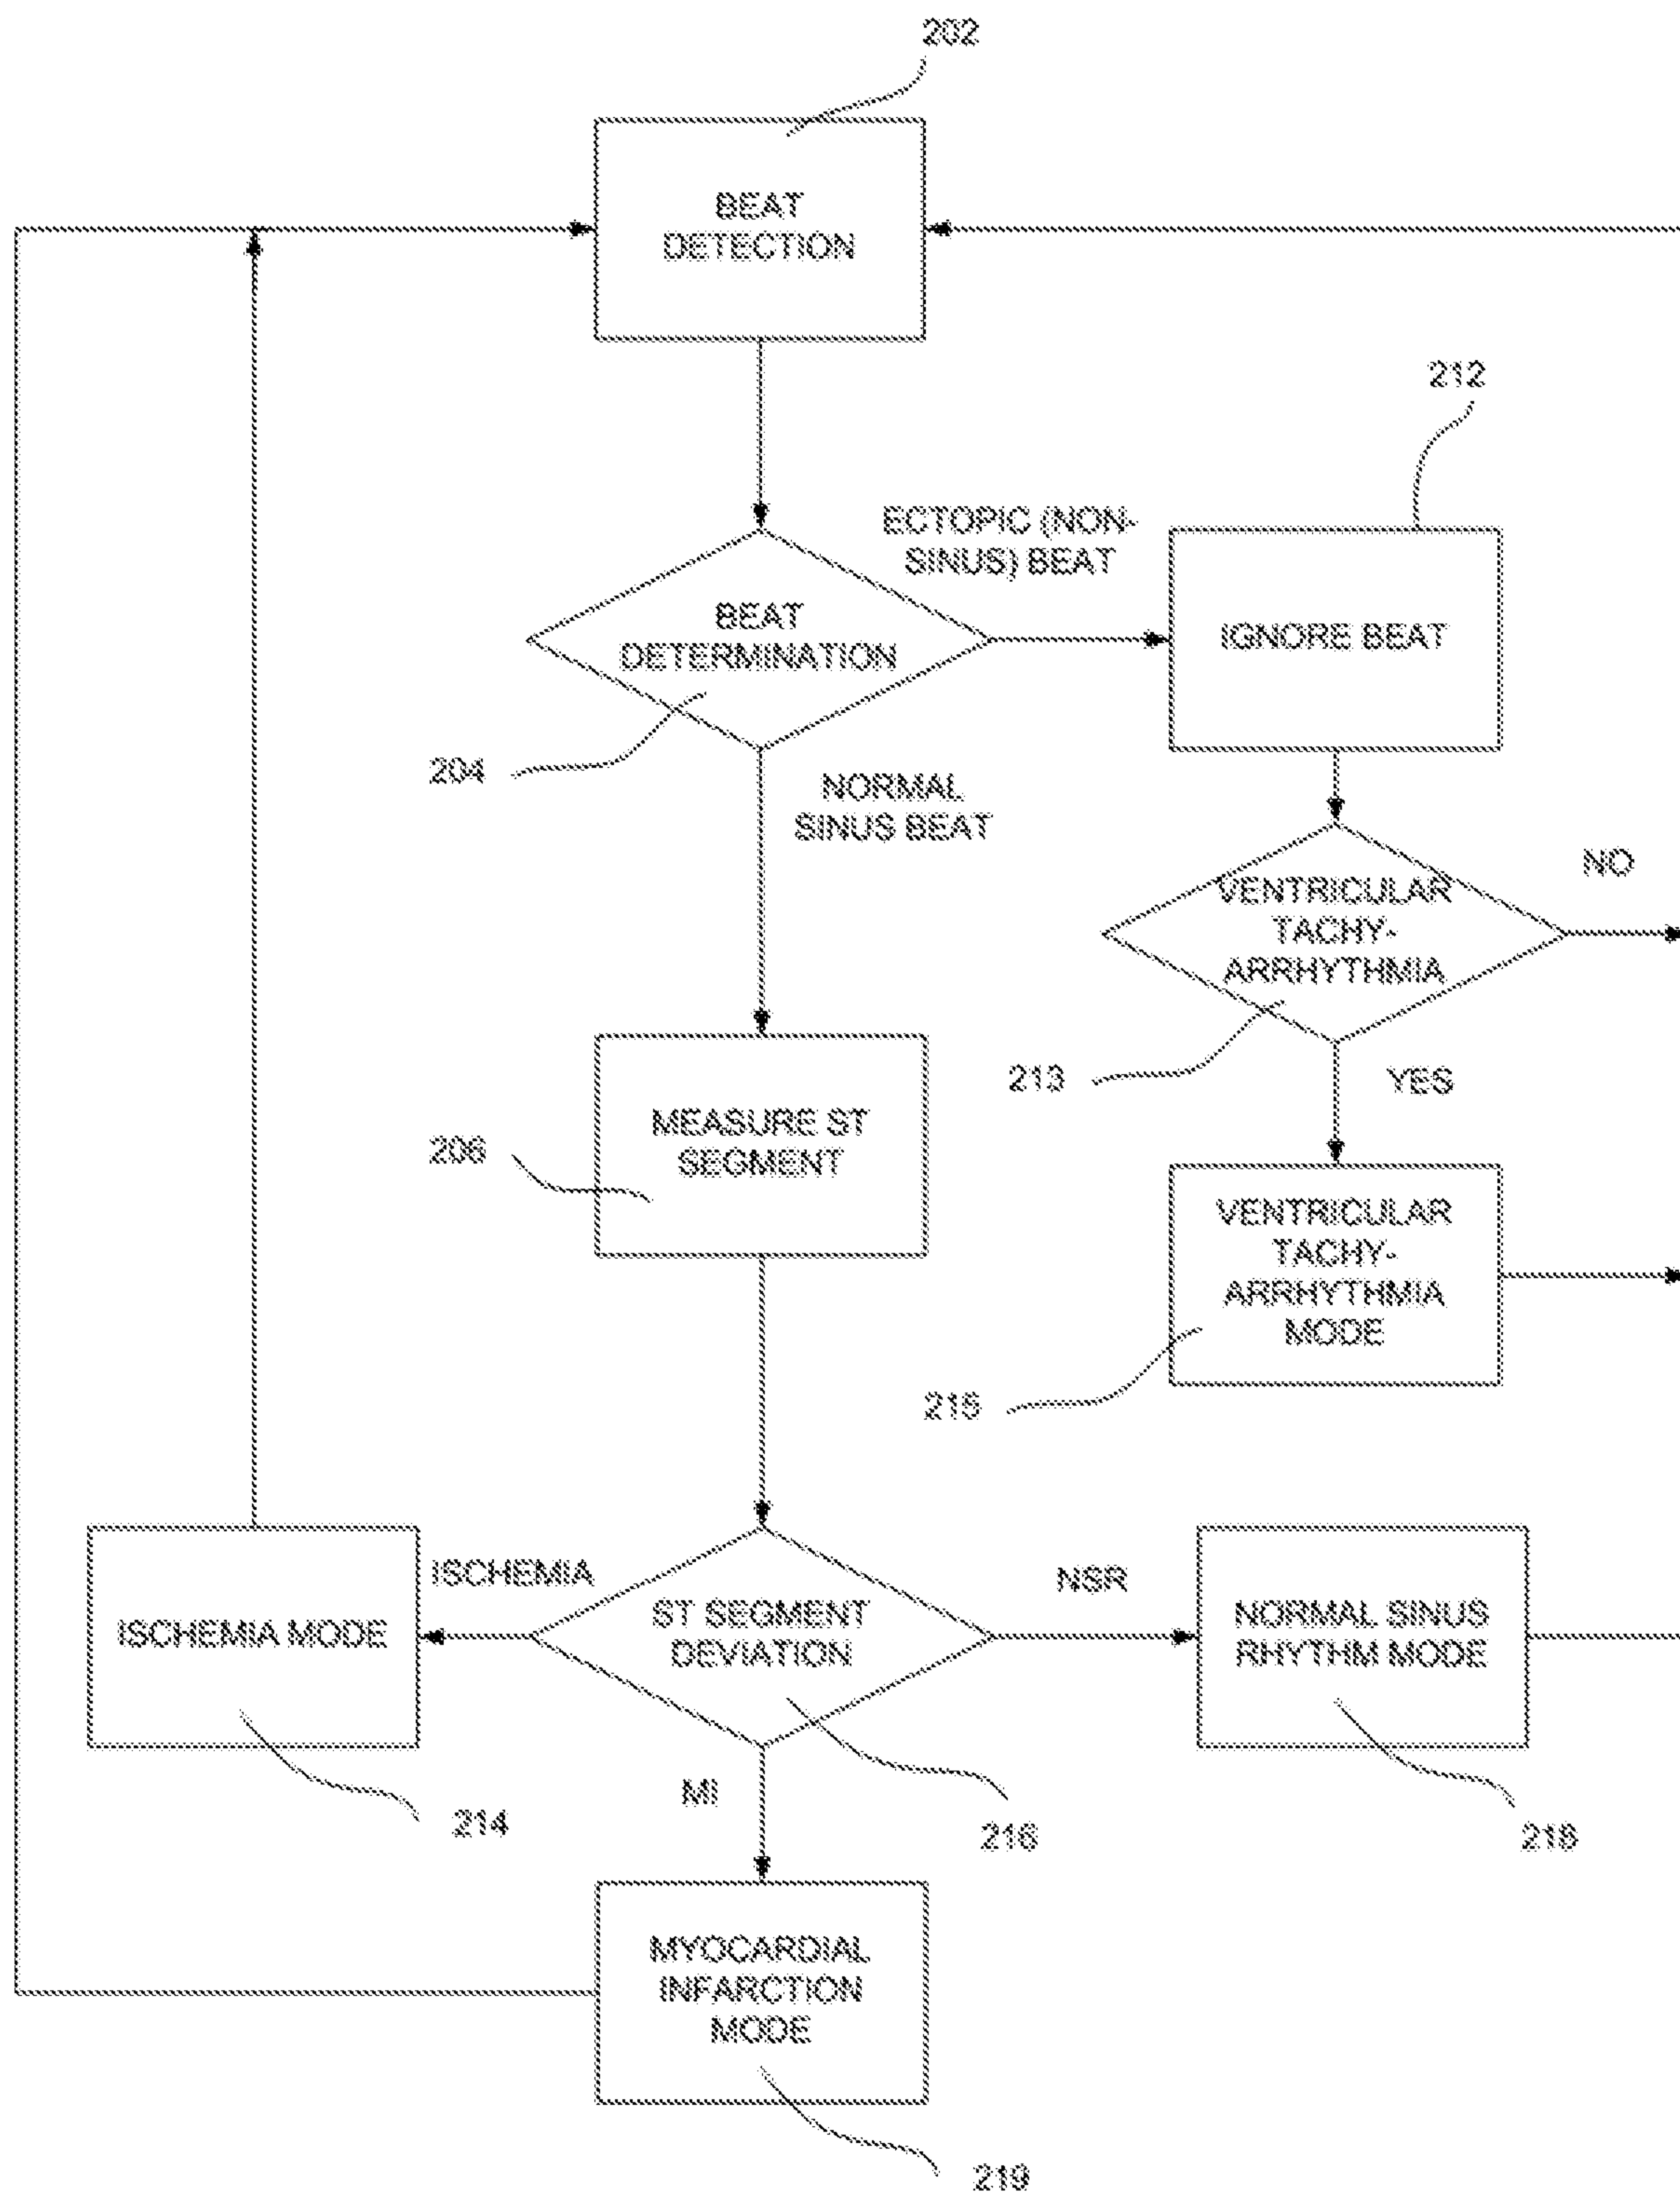 202
BEAT
DETECTION
212
ECTOPIC (NON-
SINUS) BEAT
BEAT
DETERMINATION
IGNORE BEAT
204
NORMAL
SINUS BEAT
NO
VENTRICULAR
TACHY-
ARRHYTHMIA
213
YES
MEASURE ST
SEGMENT
206
VENTRICULAR
TACHY-
ARRHYTHMIA
MODE
215
ISCHEMIA
NSR
ISCHEMIA MODE
ST SEGMENT
DEVIATION
NORMAL SINUS
RHYTHM MODE
MI
214
216
218
MYOCARDIAL
INFARCTION
MODE
219